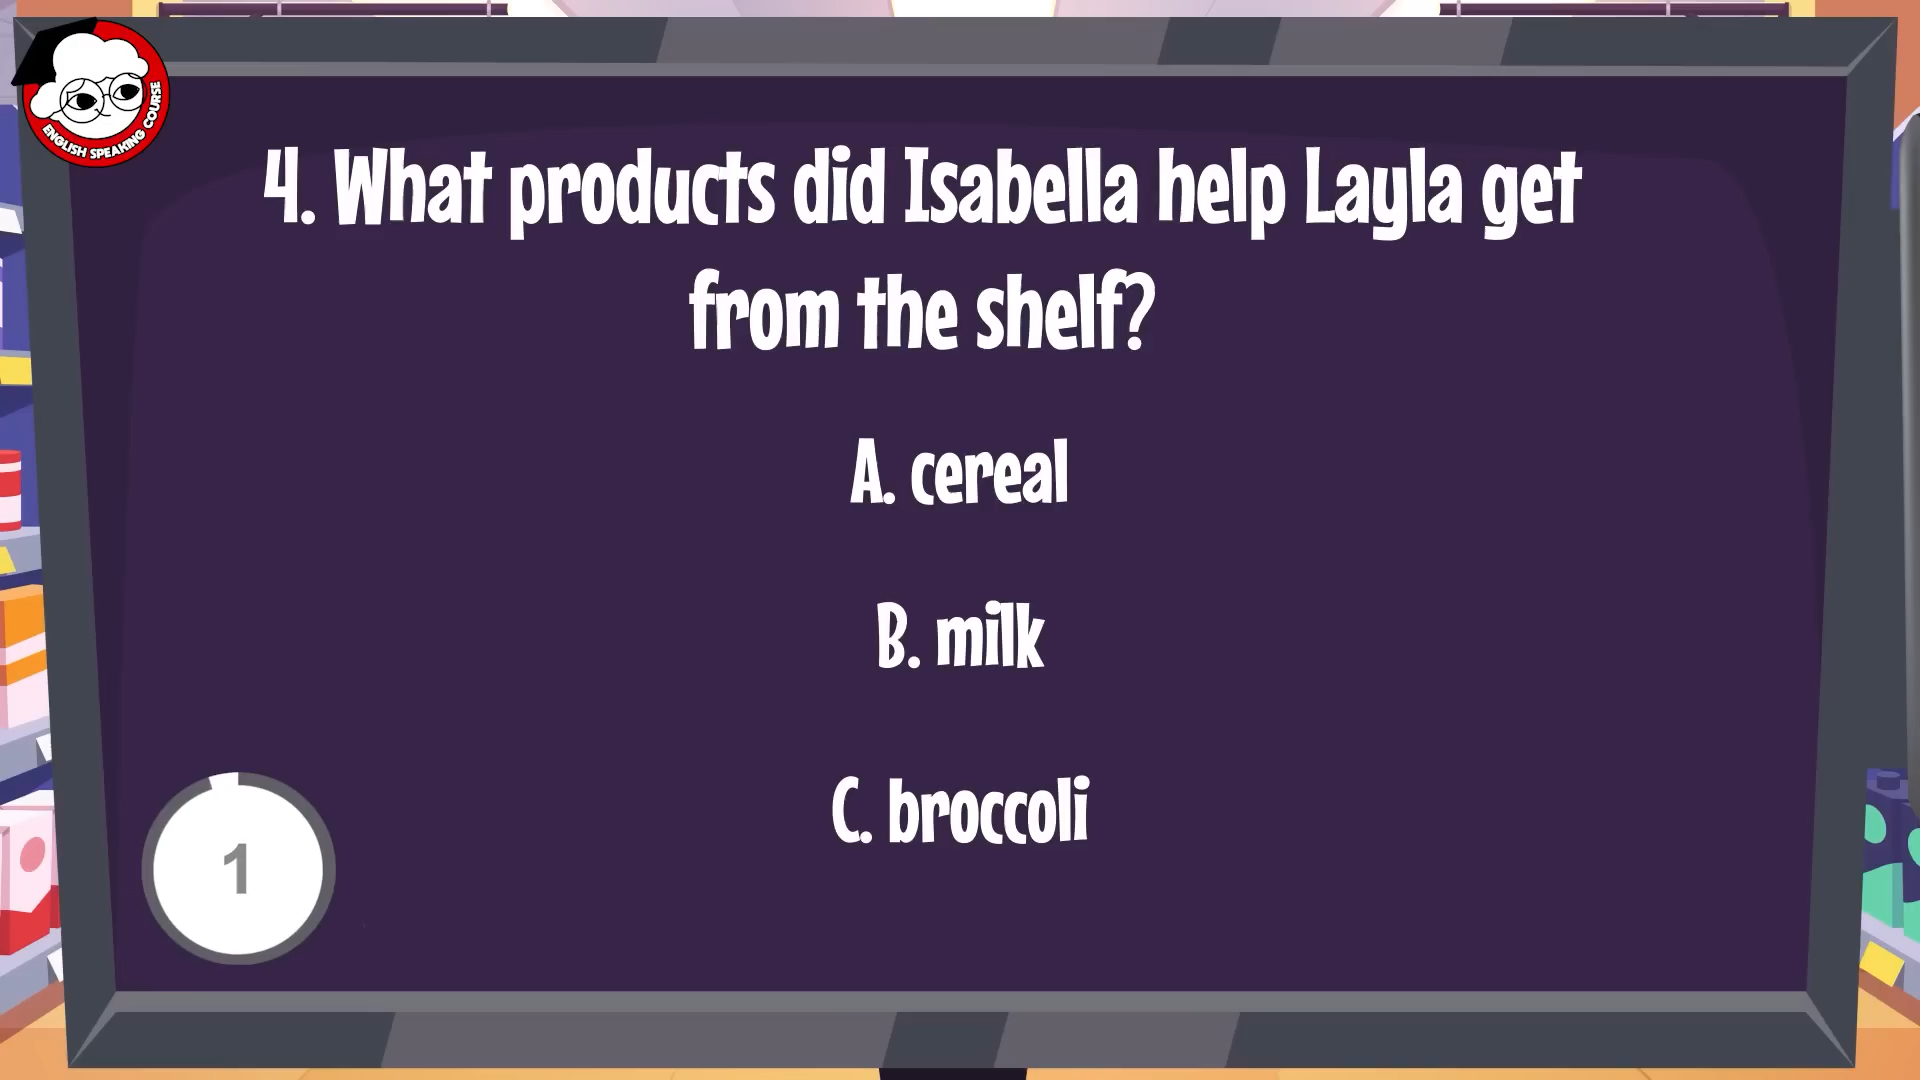 ENGLISH SPEAKING COURSE
4. What products did Isabella help Layla get
from the shelf?
A. cereal
B. milk
C. broccoli
1